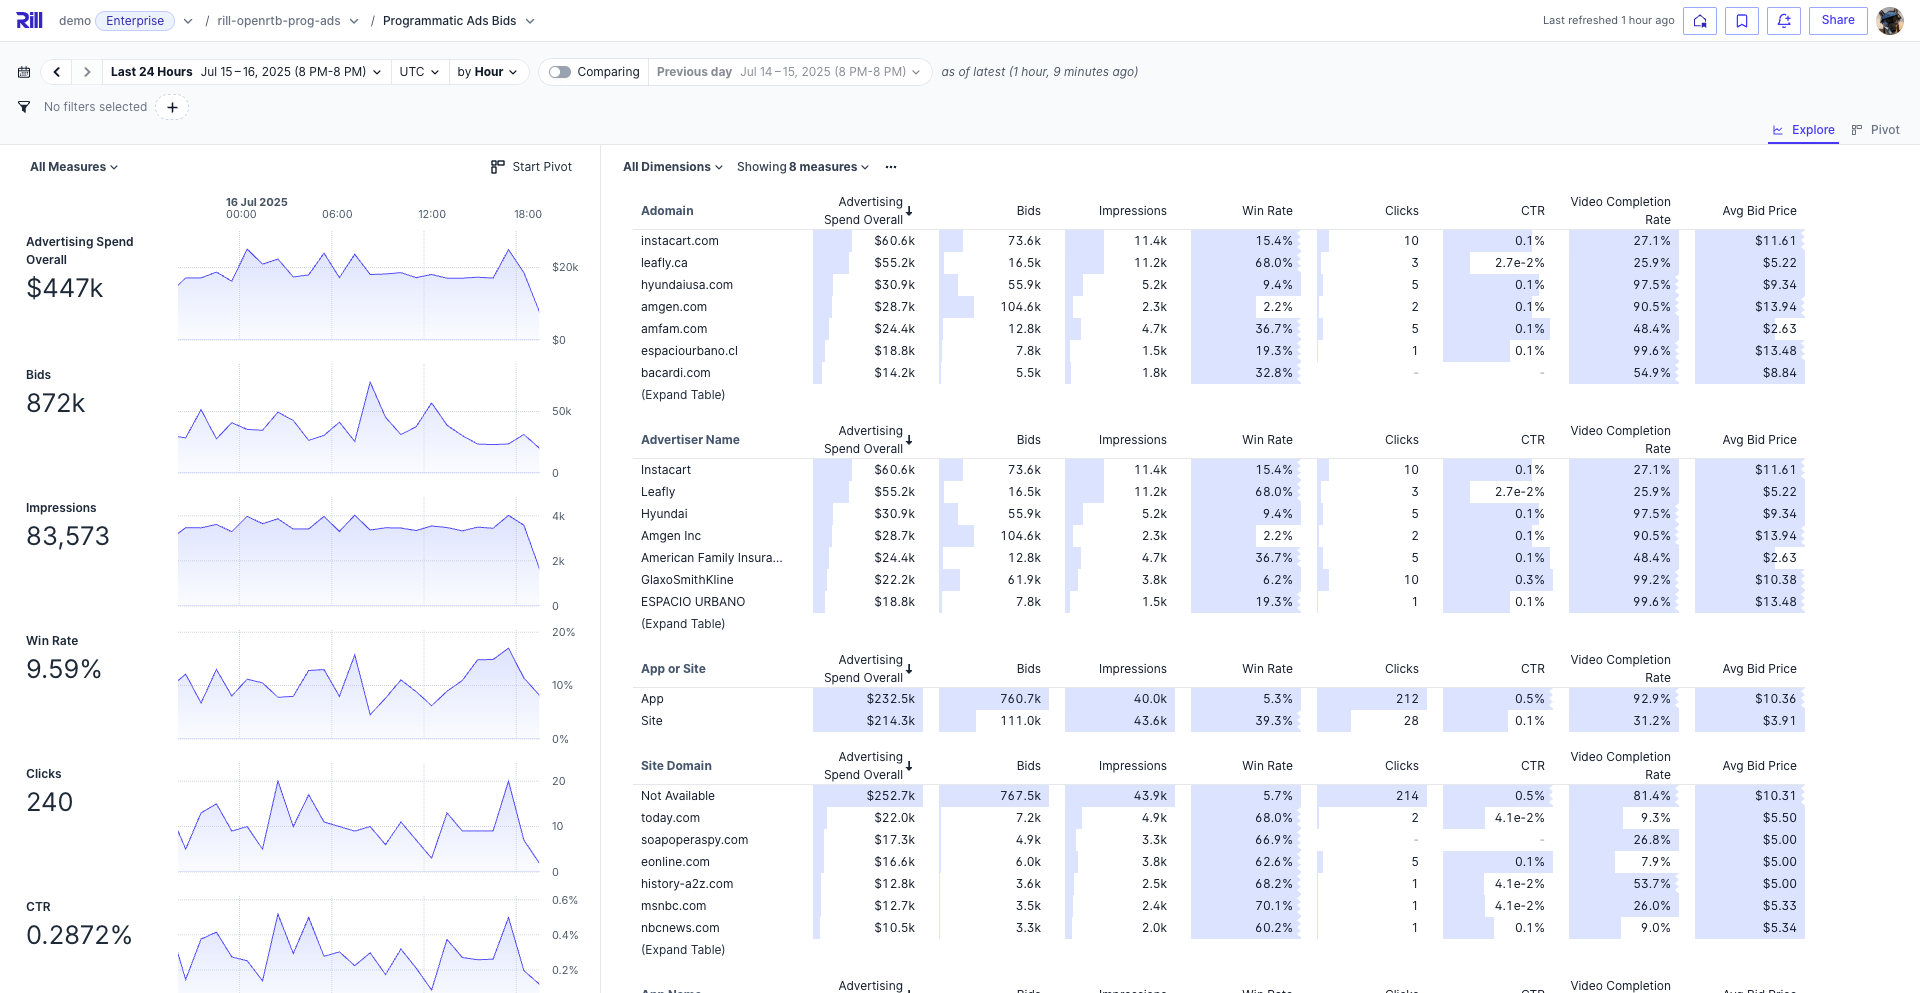 Rill demo Enterprise / rill-openrtb-prog-ads / Programmatic Ads Bids Last refreshed 1 hour ago Share
Last 24 Hours Jul 15 – 16, 2025 (8 PM-8 PM) UTC by Hour Comparing Previous day Jul 14 – 15, 2025 (8 PM-8 PM) as of latest (1 hour, 9 minutes ago)
No filters selected +
Explore Pivot
All Measures Start Pivot
16 Jul 2025
00:00 06:00 12:00 18:00
Advertising Spend
Overall
$447k
$20k
$0
Bids
872k
50k
0
Impressions
83,573
4k
2k
0
Win Rate
9.59%
20%
10%
0%
Clicks
240
20
10
0
CTR
0.2872%
0.6%
0.4%
0.2%
All Dimensions Showing 8 measures ...
Adomain Advertising Spend Overall Bids Impressions Win Rate Clicks CTR Video Completion Rate Avg Bid Price
instacart.com $60.6k 73.6k 11.4k 15.4% 10 0.1% 27.1% $11.61
leafly.ca $55.2k 16.5k 11.2k 68.0% 3 2.7e-2% 25.9% $5.22
hyundaiusa.com $30.9k 55.9k 5.2k 9.4% 5 0.1% 97.5% $9.34
amgen.com $28.7k 104.6k 2.3k 2.2% 2 0.1% 90.5% $13.94
amfam.com $24.4k 12.8k 4.7k 36.7% 5 0.1% 48.4% $2.63
espaciourbano.cl $18.8k 7.8k 1.5k 19.3% 1 0.1% 99.6% $13.48
bacardi.com $14.2k 5.5k 1.8k 32.8% - - 54.9% $8.84
(Expand Table)
Advertiser Name Advertising Spend Overall Bids Impressions Win Rate Clicks CTR Video Completion Rate Avg Bid Price
Instacart $60.6k 73.6k 11.4k 15.4% 10 0.1% 27.1% $11.61
Leafly $55.2k 16.5k 11.2k 68.0% 3 2.7e-2% 25.9% $5.22
Hyundai $30.9k 55.9k 5.2k 9.4% 5 0.1% 97.5% $9.34
Amgen Inc $28.7k 104.6k 2.3k 2.2% 2 0.1% 90.5% $13.94
American Family Insura... $24.4k 12.8k 4.7k 36.7% 5 0.1% 48.4% $2.63
GlaxoSmithKline $22.2k 61.9k 3.8k 6.2% 10 0.3% 99.2% $10.38
ESPACIO URBANO $18.8k 7.8k 1.5k 19.3% 1 0.1% 99.6% $13.48
(Expand Table)
App or Site Advertising Spend Overall Bids Impressions Win Rate Clicks CTR Video Completion Rate Avg Bid Price
App $232.5k 760.7k 40.0k 5.3% 212 0.5% 92.9% $10.36
Site $214.3k 111.0k 43.6k 39.3% 28 0.1% 31.2% $3.91
Site Domain Advertising Spend Overall Bids Impressions Win Rate Clicks CTR Video Completion Rate Avg Bid Price
Not Available $252.7k 767.5k 43.9k 5.7% 214 0.5% 81.4% $10.31
today.com $22.0k 7.2k 4.9k 68.0% 2 4.1e-2% 9.3% $5.50
soapoperaspy.com $17.3k 4.9k 3.3k 66.9% - - 26.8% $5.00
eonline.com $16.6k 6.0k 3.8k 62.6% 5 0.1% 7.9% $5.00
history-a2z.com $12.8k 3.6k 2.5k 68.2% 1 4.1e-2% 53.7% $5.00
msnbc.com $12.7k 3.5k 2.4k 70.1% 1 4.1e-2% 26.0% $5.33
nbcnews.com $10.5k 3.3k 2.0k 60.2% 1 0.1% 9.0% $5.34
(Expand Table)
App Name Advertising Bids Impressions Win Rate Clicks CTR Video Completion Avg Bid Price